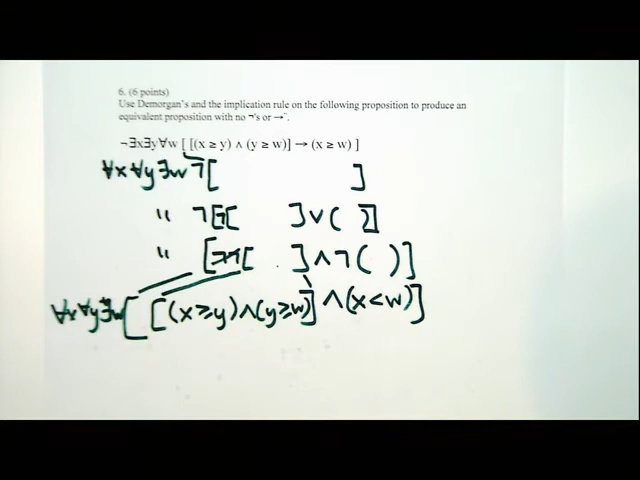 6. (6 points)
Use Demorgan's and the implication rule on the following proposition to produce an
equivalent proposition with no ¬'s or →'.
¬∃x∃y∀w [ [(x ≥ y) ∧ (y ≥ w)] → (x ≥ w) ]
∀x ∀y ∃w ¬[ ]
" ¬[¬[ ] ∨ ( )]
" [¬¬[ ] ∧ ¬ ( )]
∀x ∀y ∃w [ [(x ≥ y) ∧ (y ≥ w)] ∧ (x < w)]